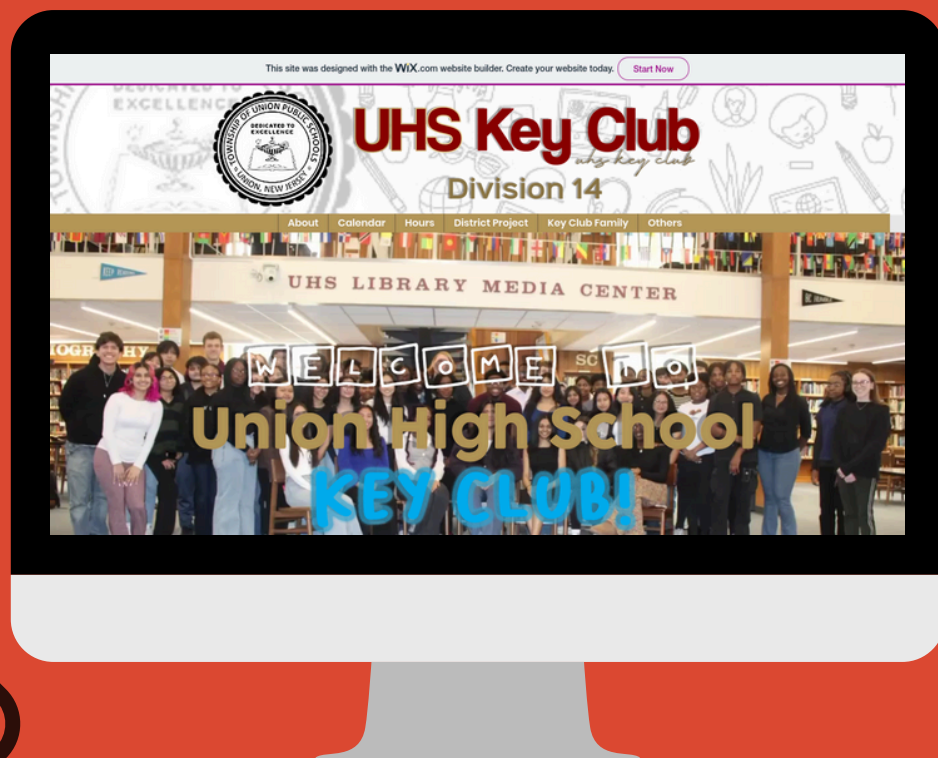 This site was designed with the WiX.com website builder. Create your website today. Start Now
EXCELLENCE
TOWNSHIP OF UNION PUBLIC SCHOOLS
DEDICATED TO
EXCELLENCE
UNION, NEW JERSEY
UHS Key Club
uhs key club
Division 14
About Calendar Hours District Project Key Club Family Others
UHS LIBRARY MEDIA CENTER
WELCOME TO
Union High School
KEY CLUB!